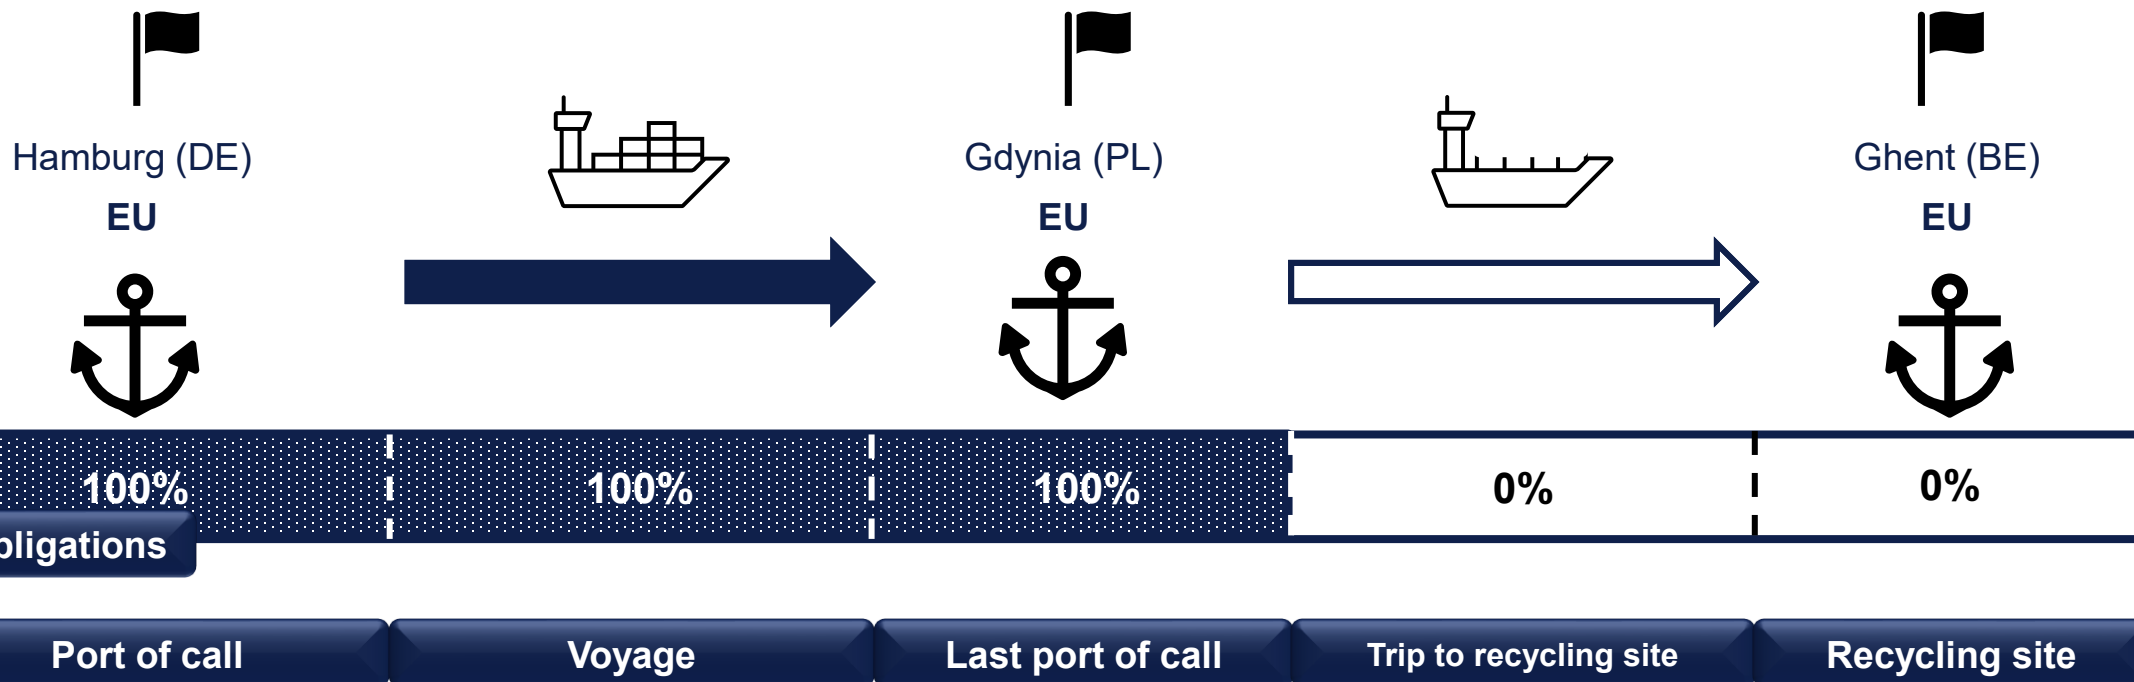 Hamburg (DE)
EU
Gdynia (PL)
EU
Ghent (BE)
EU
100%
100%
100%
0%
0%
Port of call
Voyage
Last port of call
Trip to recycling site
Recycling site